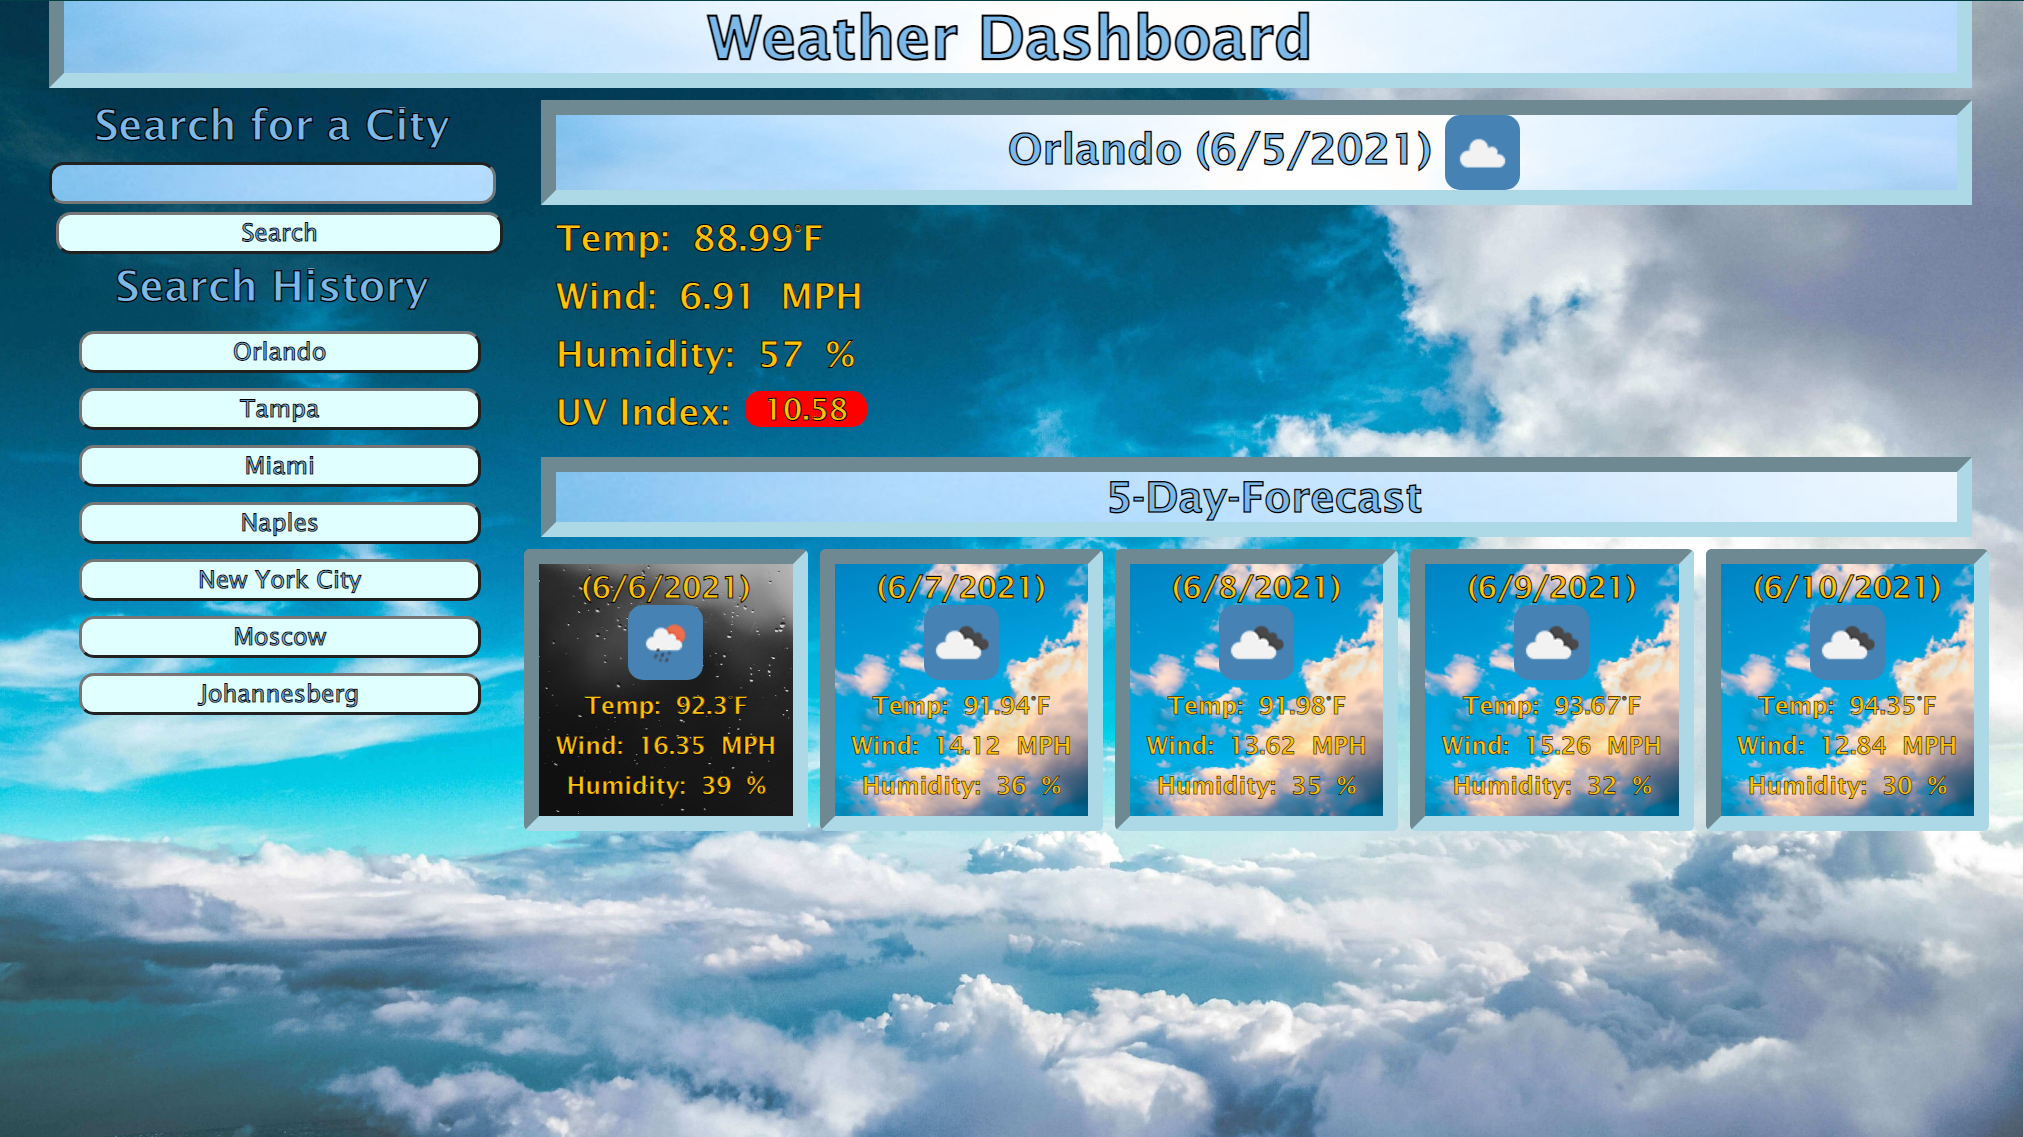 Weather Dashboard
Search for a City
Search
Search History
Orlando
Tampa
Miami
Naples
New York City
Moscow
Johannesberg
Orlando (6/5/2021)
Temp: 88.99°F
Wind: 6.91 MPH
Humidity: 57 %
UV Index: 10.58
5-Day-Forecast
(6/6/2021)
Temp: 92.3°F
Wind: 16.35 MPH
Humidity: 39 %
(6/7/2021)
Temp: 91.94°F
Wind: 14.12 MPH
Humidity: 36 %
(6/8/2021)
Temp: 91.98°F
Wind: 13.62 MPH
Humidity: 35 %
(6/9/2021)
Temp: 93.67°F
Wind: 15.26 MPH
Humidity: 32 %
(6/10/2021)
Temp: 94.35°F
Wind: 12.84 MPH
Humidity: 30 %